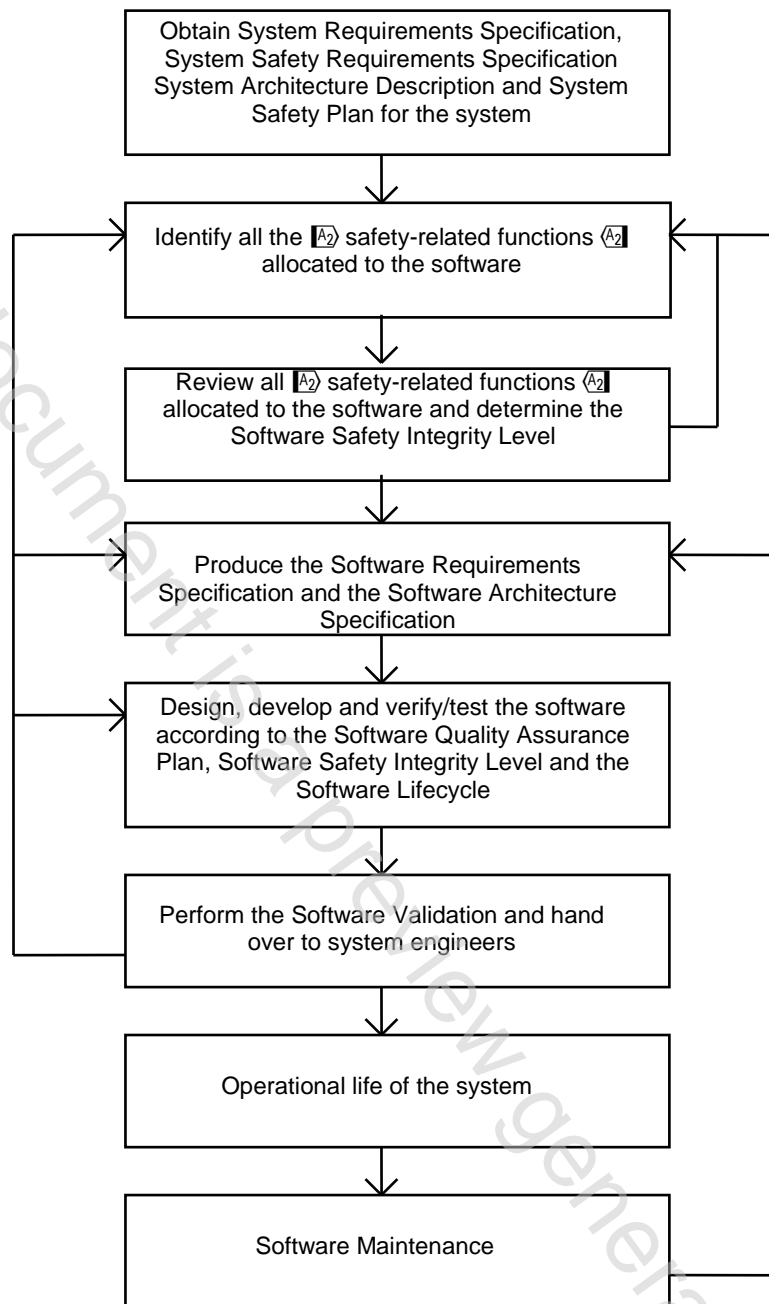 Obtain System Requirements Specification,
System Safety Requirements Specification
System Architecture Description and System
Safety Plan for the system
Identify all the A2 safety-related functions A2
allocated to the software
Review all A2 safety-related functions A2
allocated to the software and determine the
Software Safety Integrity Level
Produce the Software Requirements
Specification and the Software Architecture
Specification
Design, develop and verify/test the software
according to the Software Quality Assurance
Plan, Software Safety Integrity Level and the
Software Lifecycle
Perform the Software Validation and hand
over to system engineers
Operational life of the system
Software Maintenance
ocument is a preview genera